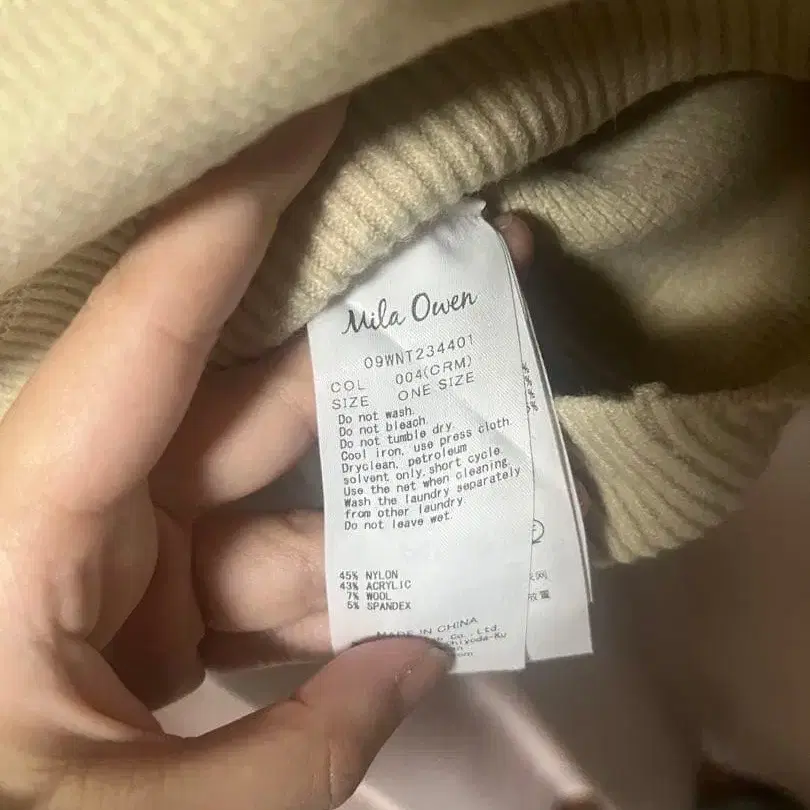 Mila Owen
09WNT234401
COL 004(CRM)
SIZE ONE SIZE
Do not wash.
Do not bleach.
Do not tumble dry.
Cool iron, use press cloth.
Dryclean, petroleum
solvent only, short cycle.
Use the net when cleaning.
Wash the laundry separately
from other laundry.
Do not leave wet.
45% NYLON
43% ACRYLIC
7% WOOL
5% SPANDEX
MADE IN CHINA
Co., Ltd.
%
%
%
5%